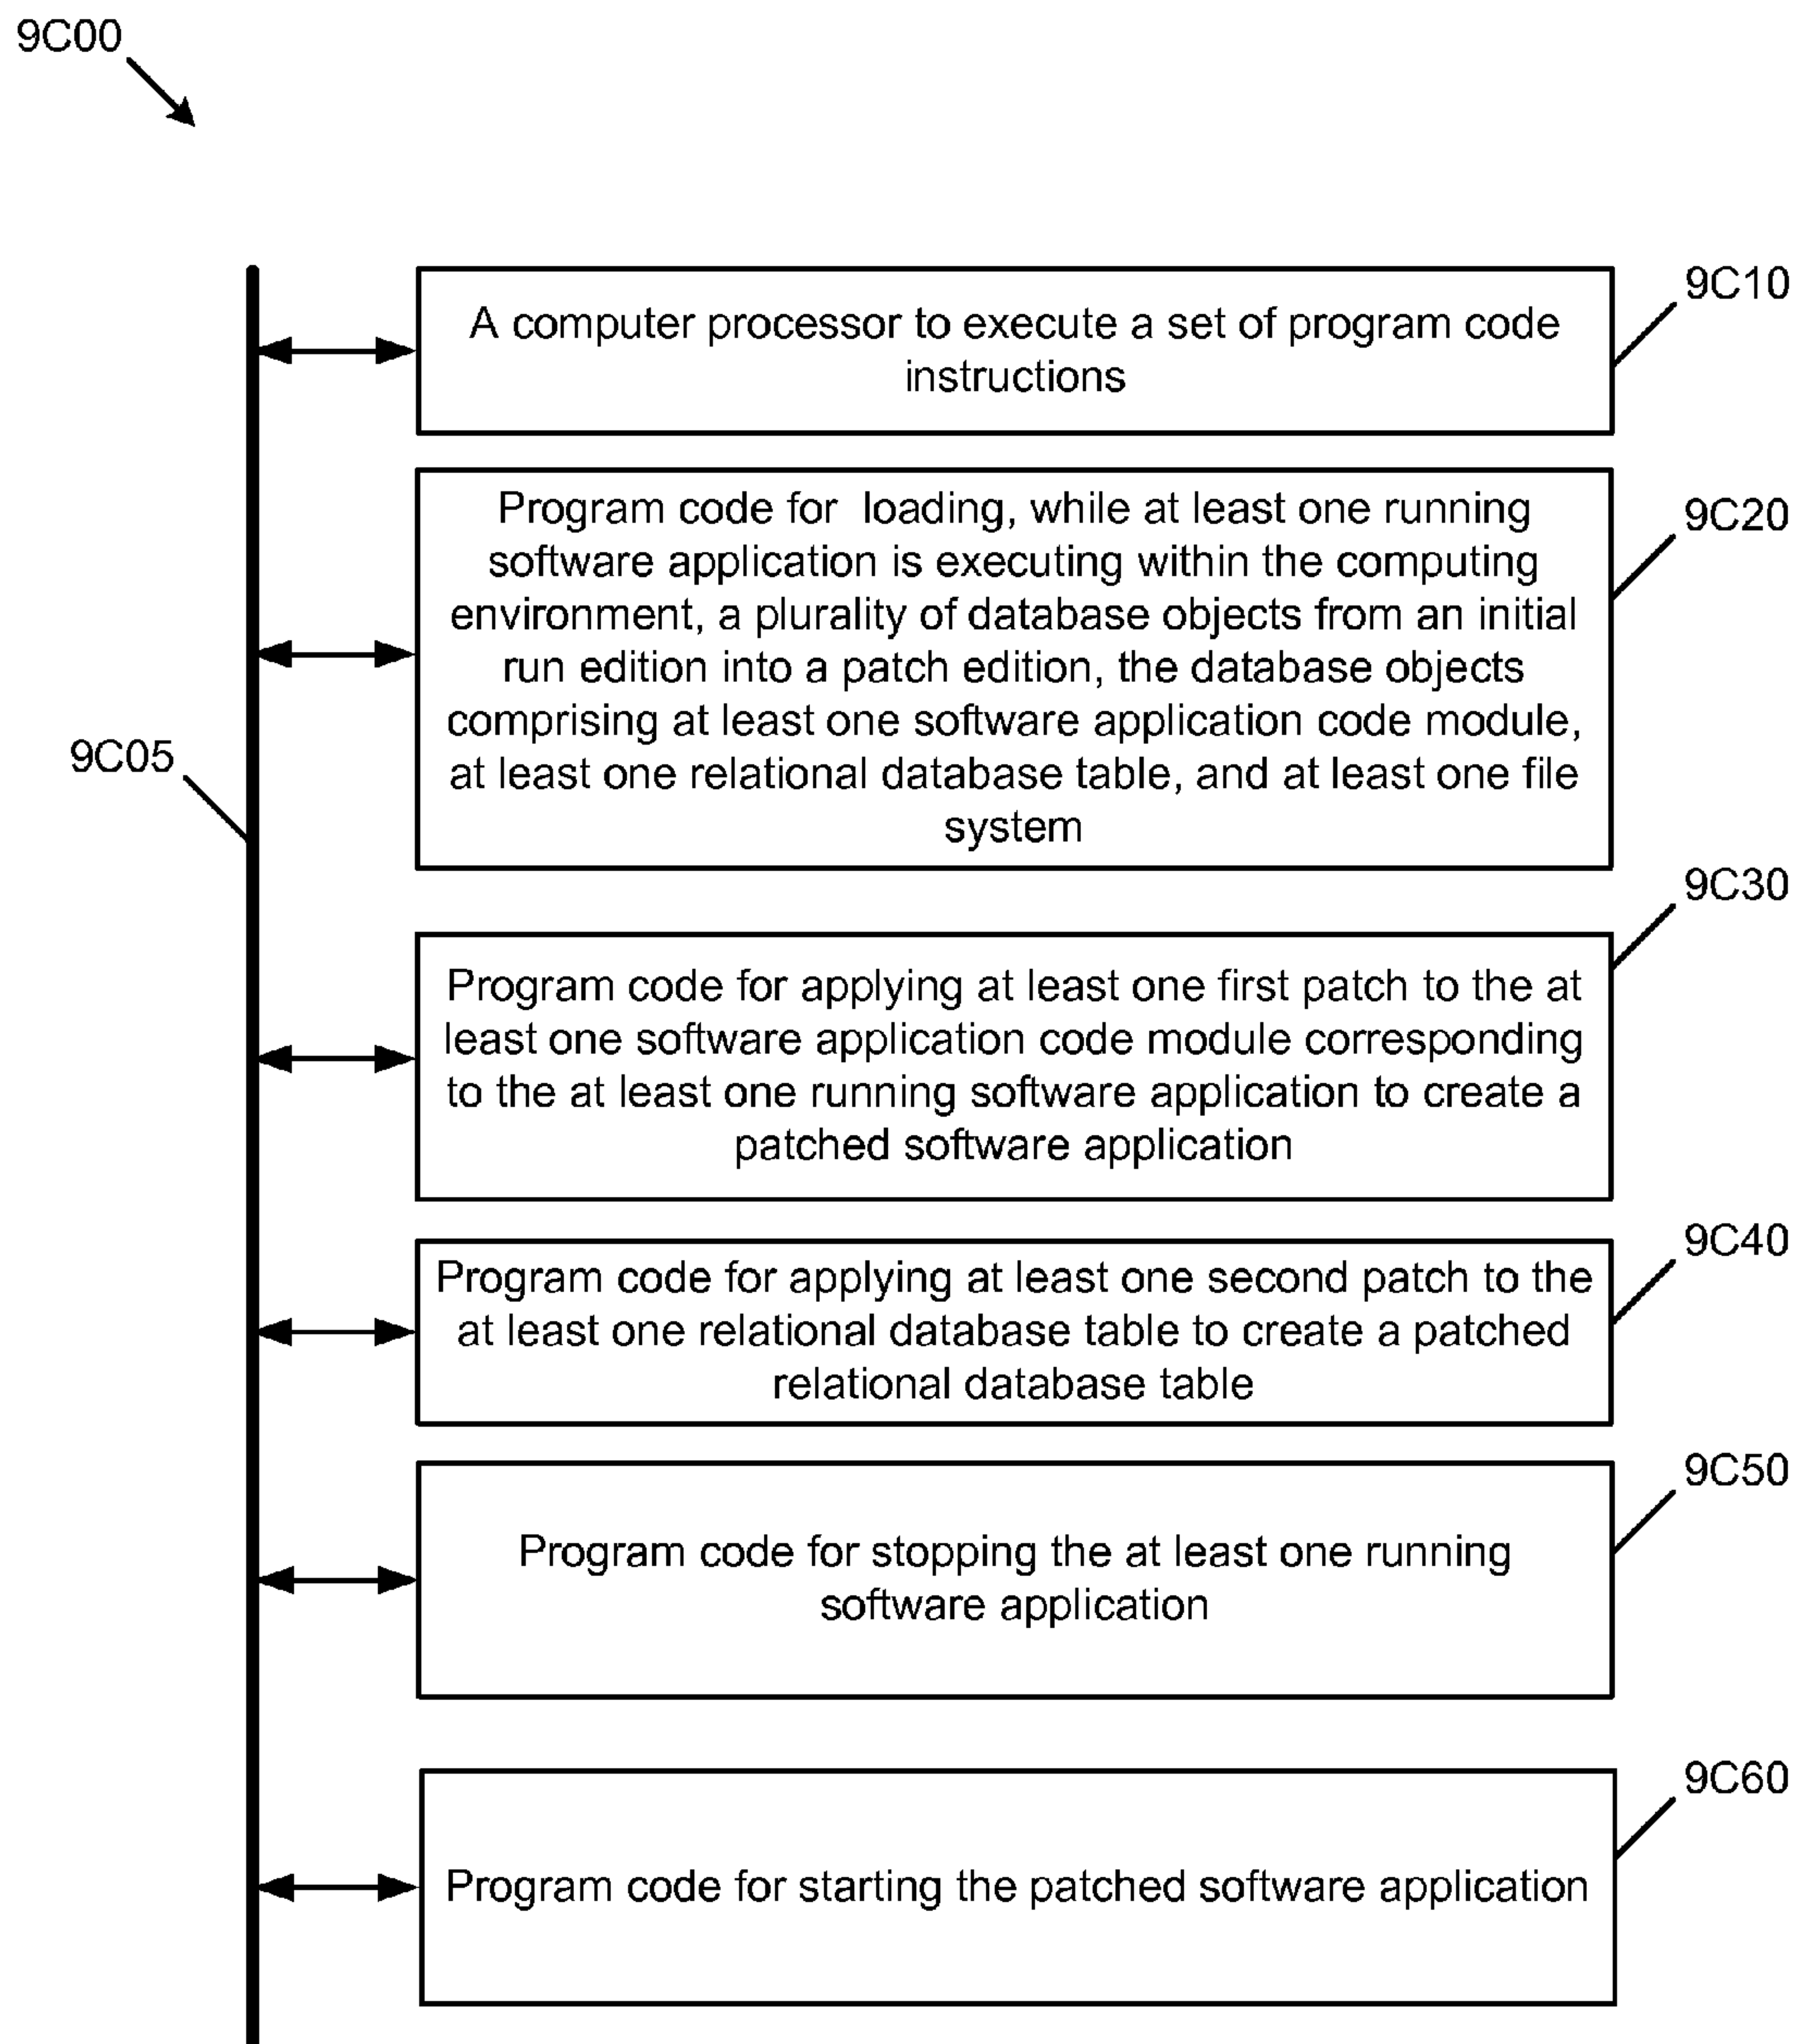 9C00
9C10
A computer processor to execute a set of program code
instructions
9C20
Program code for loading, while at least one running
software application is executing within the computing
environment, a plurality of database objects from an initial
run edition into a patch edition, the database objects
comprising at least one software application code module,
at least one relational database table, and at least one file
system
9C05
9C30
Program code for applying at least one first patch to the at
least one software application code module corresponding
to the at least one running software application to create a
patched software application
9C40
Program code for applying at least one second patch to the
at least one relational database table to create a patched
relational database table
9C50
Program code for stopping the at least one running
software application
9C60
Program code for starting the patched software application